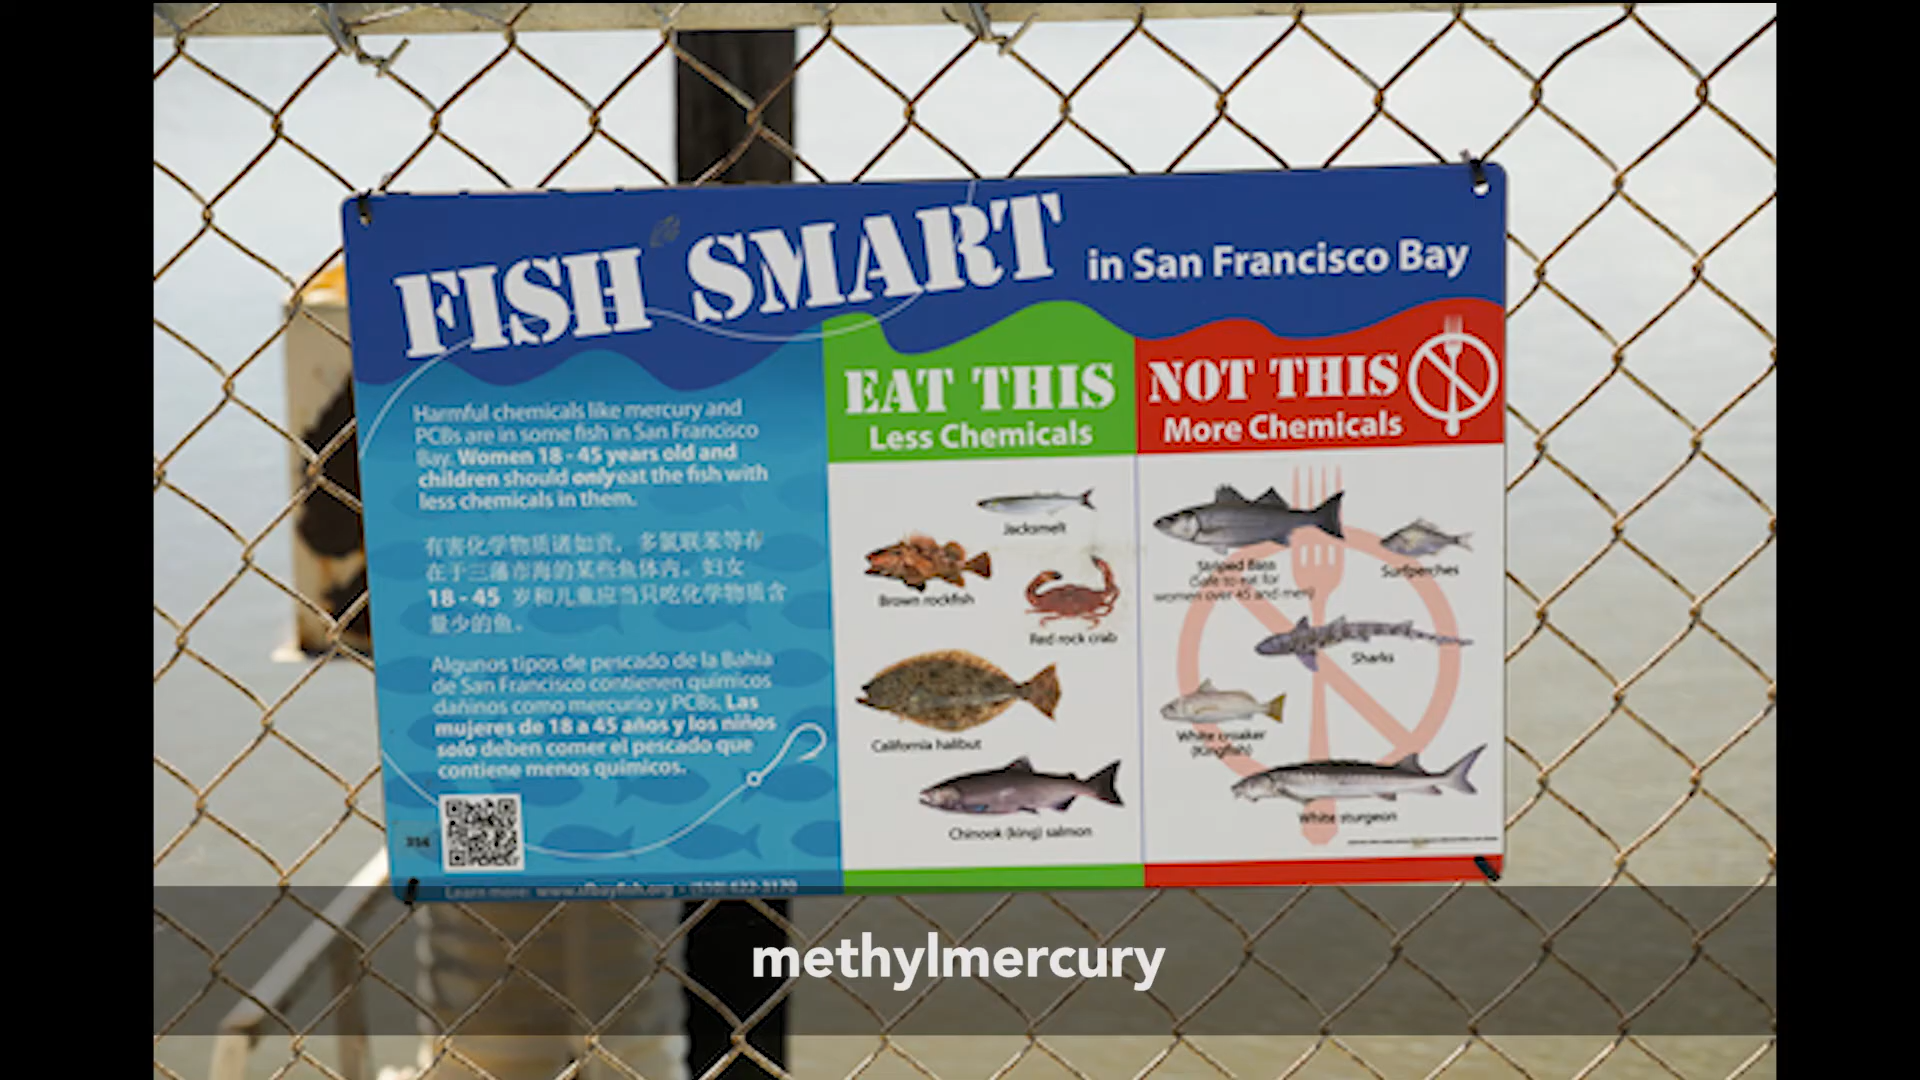 FISH SMART in San Francisco Bay
Harmful chemicals like mercury and
PCBs are in some fish in San Francisco
Bay. Women 18 - 45 years old and
children should only eat the fish with
less chemicals in them.
有害化学物质诸如汞，多氯联苯等存
在于三藩市海的某些鱼体内。妇女
18 - 45 岁和儿童应当只吃化学物质含
量少的鱼。
Algunos tipos de pescado de la Bahía
de San Francisco contienen químicos
dañinos como mercurio y PCBs. Las
mujeres de 18 a 45 años y los niños
solo deben comer el pescado que
contiene menos químicos.
Learn more: www.sfbayfish.org
EAT THIS
Less Chemicals
Jacksmelt
Brown rockfish
Red rock crab
California halibut
Chinook (king) salmon
NOT THIS
More Chemicals
Striped Bass
(Safe to eat for
women over 45 and men)
Surfperches
Sharks
White croaker
(Kingfish)
White sturgeon
methylmercury